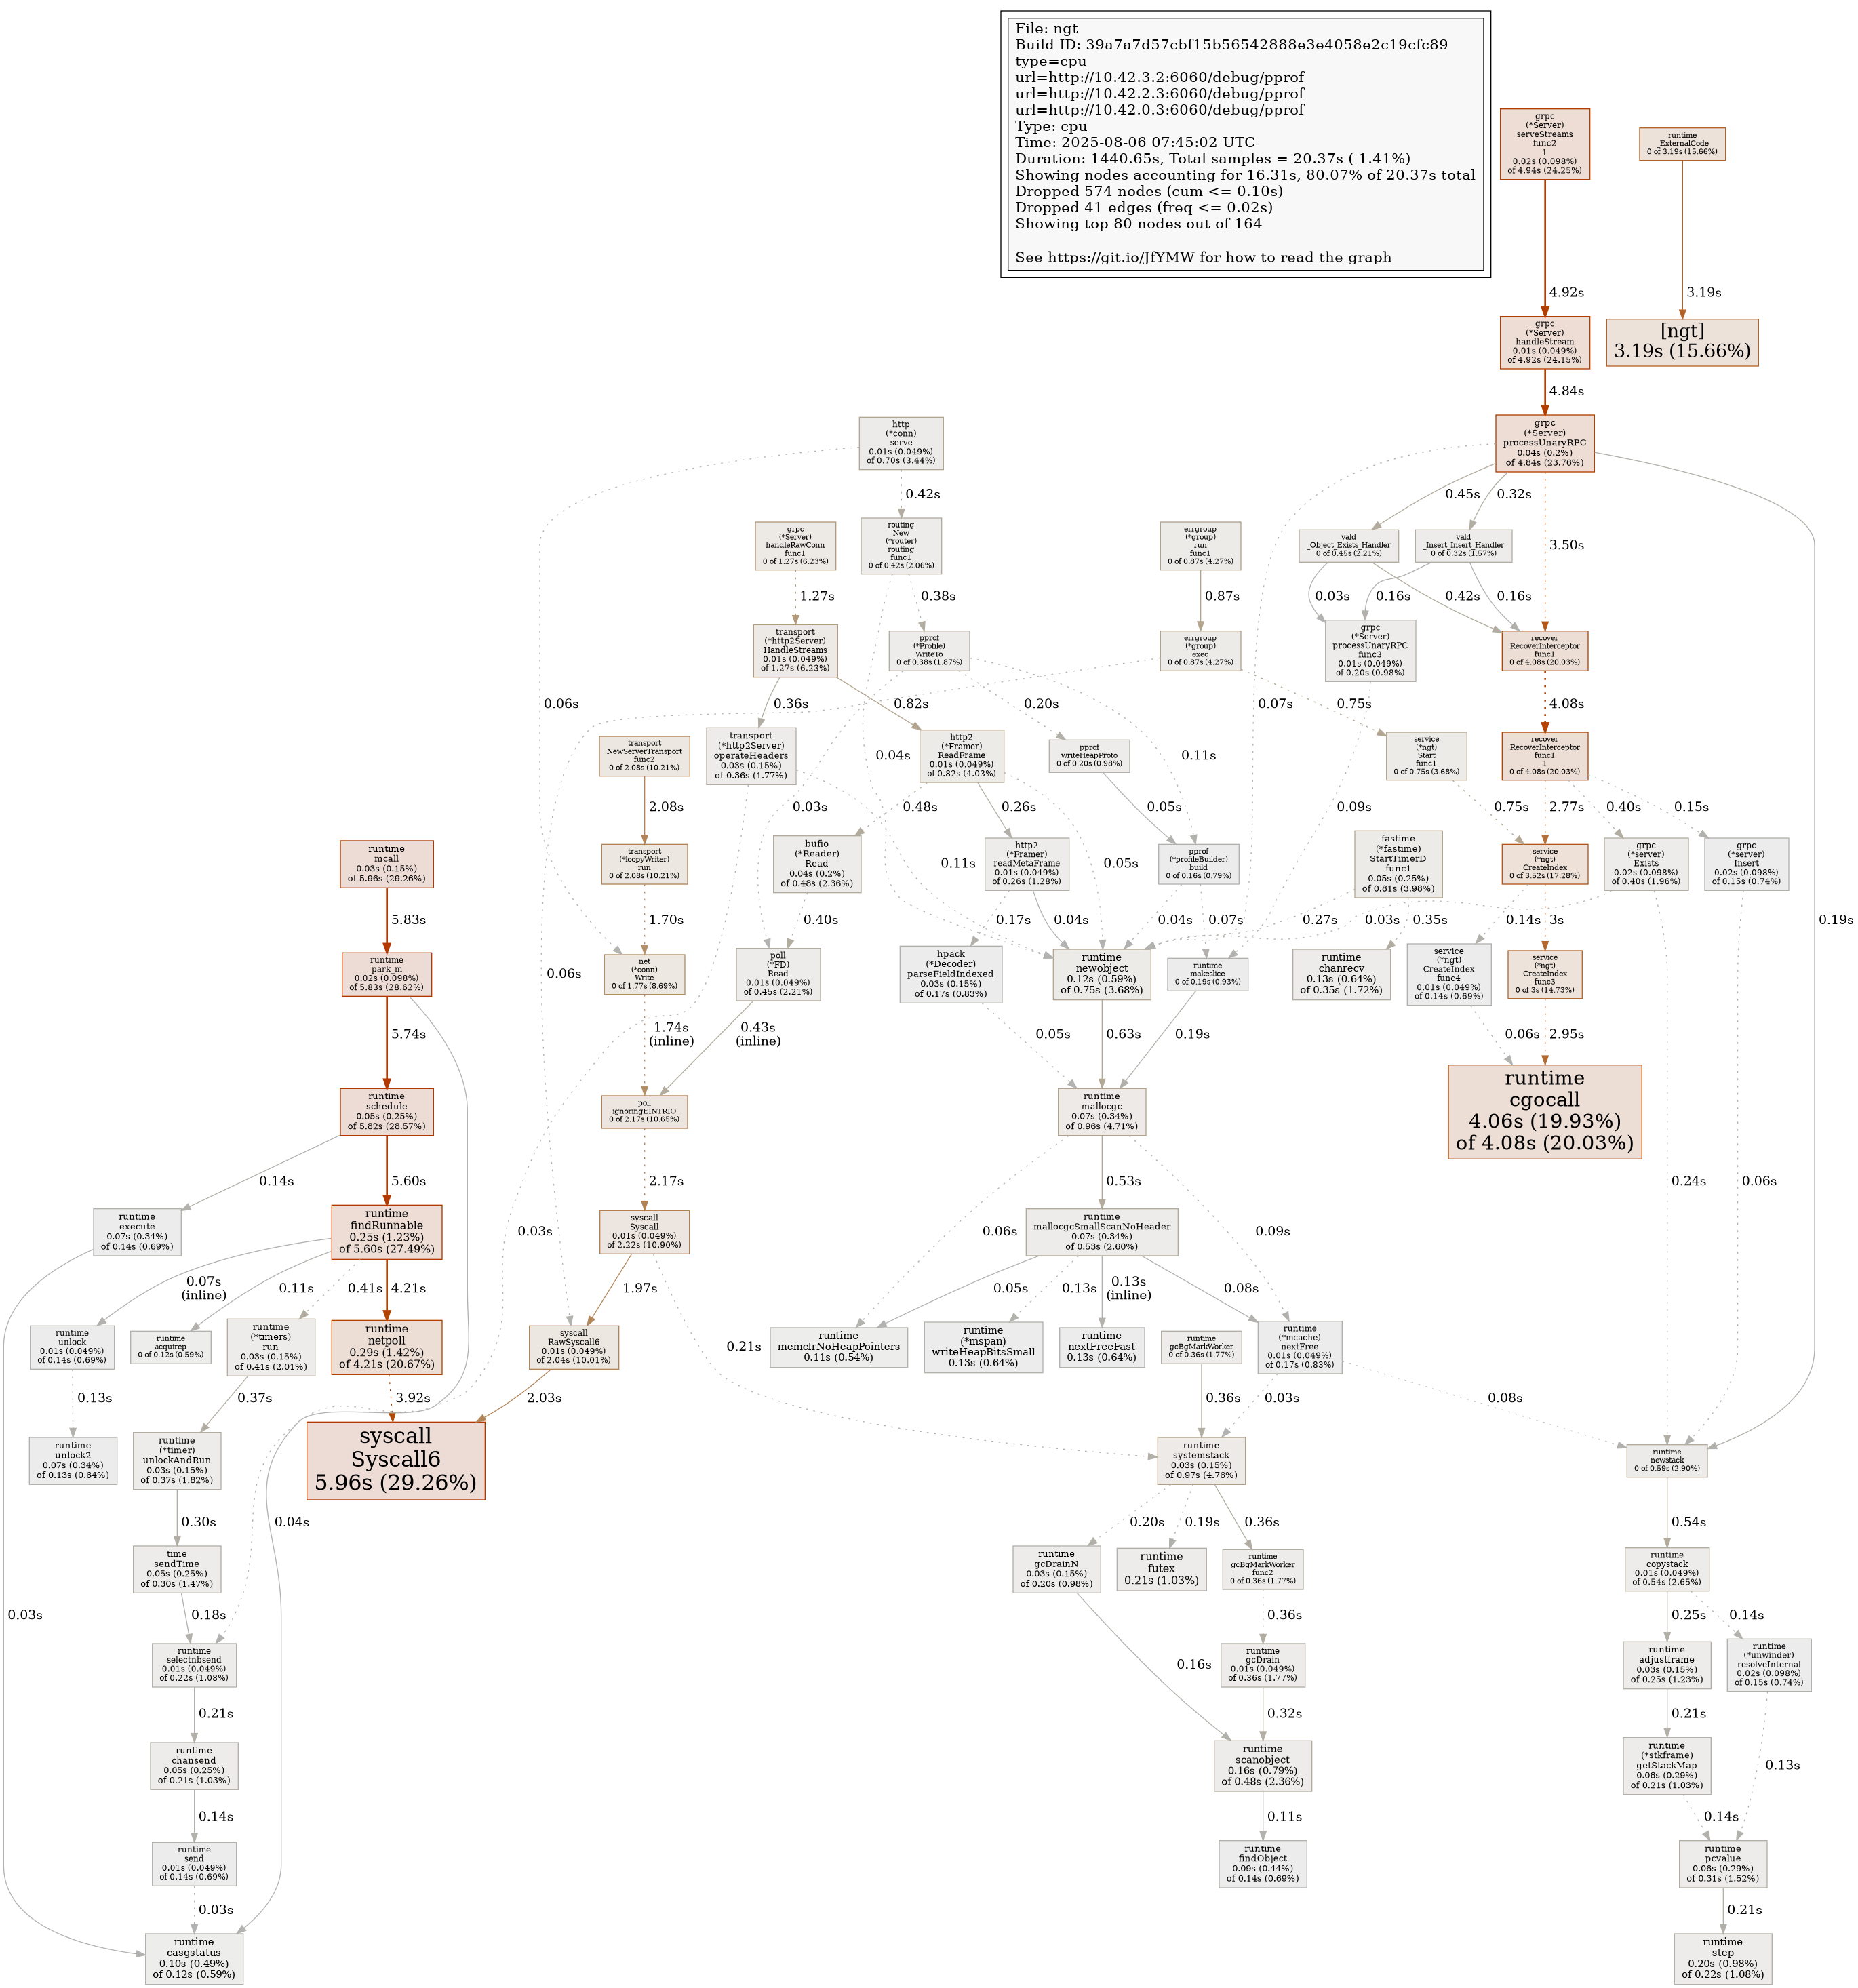 File: ngt
Build ID: 39a7a7d57cbf15b56542888e3e4058e2c19cfc89
type=cpu
url=http://10.42.3.2:6060/debug/pprof
url=http://10.42.2.3:6060/debug/pprof
url=http://10.42.0.3:6060/debug/pprof
Type: cpu
Time: 2025-08-06 07:45:02 UTC
Duration: 1440.65s, Total samples = 20.37s ( 1.41%)
Showing nodes accounting for 16.31s, 80.07% of 20.37s total
Dropped 574 nodes (cum <= 0.10s)
Dropped 41 edges (freq <= 0.02s)
Showing top 80 nodes out of 164
See https://git.io/JfYMW for how to read the graph
grpc
(*Server)
serveStreams
func2
1
0.02s (0.098%)
of 4.94s (24.25%)
runtime
_ExternalCode
0 of 3.19s (15.66%)
4.92s
3.19s
grpc
(*Server)
handleStream
0.01s (0.049%)
of 4.92s (24.15%)
[ngt]
3.19s (15.66%)
4.84s
http
(*conn)
serve
0.01s (0.049%)
of 0.70s (3.44%)
grpc
(*Server)
processUnaryRPC
0.04s (0.2%)
of 4.84s (23.76%)
0.42s
0.45s
0.32s
grpc
(*Server)
handleRawConn
func1
0 of 1.27s (6.23%)
routing
New
(*router)
routing
func1
0 of 0.42s (2.06%)
errgroup
(*group)
run
func1
0 of 0.87s (4.27%)
vald
_Object_Exists_Handler
0 of 0.45s (2.21%)
vald
_Insert_Insert_Handler
0 of 0.32s (1.57%)
3.50s
1.27s
0.38s
0.87s
0.03s
0.16s
0.42s
0.16s
transport
(*http2Server)
HandleStreams
0.01s (0.049%)
of 1.27s (6.23%)
pprof
(*Profile)
WriteTo
0 of 0.38s (1.87%)
errgroup
(*group)
exec
0 of 0.87s (4.27%)
grpc
(*Server)
processUnaryRPC
func3
0.01s (0.049%)
of 0.20s (0.98%)
recover
RecoverInterceptor
func1
0 of 4.08s (20.03%)
0.06s
0.36s
0.82s
0.20s
0.07s
0.75s
4.08s
transport
NewServerTransport
func2
0 of 2.08s (10.21%)
transport
(*http2Server)
operateHeaders
0.03s (0.15%)
of 0.36s (1.77%)
http2
(*Framer)
ReadFrame
0.01s (0.049%)
of 0.82s (4.03%)
pprof
writeHeapProto
0 of 0.20s (0.98%)
service
(*ngt)
Start
func1
0 of 0.75s (3.68%)
recover
RecoverInterceptor
func1
1
0 of 4.08s (20.03%)
0.04s
0.11s
2.08s
0.03s
0.48s
0.26s
0.05s
0.09s
0.75s
2.77s
0.40s
0.15s
runtime
mcall
0.03s (0.15%)
of 5.96s (29.26%)
transport
(*loopyWriter)
run
0 of 2.08s (10.21%)
bufio
(*Reader)
Read
0.04s (0.2%)
of 0.48s (2.36%)
http2
(*Framer)
readMetaFrame
0.01s (0.049%)
of 0.26s (1.28%)
pprof
(*profileBuilder)
build
0 of 0.16s (0.79%)
fastime
(*fastime)
StartTimerD
func1
0.05s (0.25%)
of 0.81s (3.98%)
service
(*ngt)
CreateIndex
0 of 3.52s (17.28%)
grpc
(*server)
Exists
0.02s (0.098%)
of 0.40s (1.96%)
grpc
(*server)
Insert
0.02s (0.098%)
of 0.15s (0.74%)
0.11s
0.05s
5.83s
1.70s
0.40s
0.17s
0.04s
0.04s
0.07s
0.27s
0.03s
0.35s
0.14s
3s
0.19s
runtime
park_m
0.02s (0.098%)
of 5.83s (28.62%)
0.06s
net
(*conn)
Write
0 of 1.77s (8.69%)
poll
(*FD)
Read
0.01s (0.049%)
of 0.45s (2.21%)
hpack
(*Decoder)
parseFieldIndexed
0.03s (0.15%)
of 0.17s (0.83%)
runtime
newobject
0.12s (0.59%)
of 0.75s (3.68%)
runtime
makeslice
0 of 0.19s (0.93%)
runtime
chanrecv
0.13s (0.64%)
of 0.35s (1.72%)
service
(*ngt)
CreateIndex
func4
0.01s (0.049%)
of 0.14s (0.69%)
service
(*ngt)
CreateIndex
func3
0 of 3s (14.73%)
5.74s
1.74s
(inline)
0.43s
(inline)
0.05s
0.63s
0.19s
0.06s
2.95s
runtime
schedule
0.05s (0.25%)
of 5.82s (28.57%)
poll
ignoringEINTRIO
0 of 2.17s (10.65%)
runtime
mallocgc
0.07s (0.34%)
of 0.96s (4.71%)
runtime
cgocall
4.06s (19.93%)
of 4.08s (20.03%)
0.14s
5.60s
2.17s
0.53s
0.24s
0.06s
runtime
execute
0.07s (0.34%)
of 0.14s (0.69%)
runtime
findRunnable
0.25s (1.23%)
of 5.60s (27.49%)
0.03s
syscall
Syscall
0.01s (0.049%)
of 2.22s (10.90%)
0.06s
runtime
mallocgcSmallScanNoHeader
0.07s (0.34%)
of 0.53s (2.60%)
0.09s
0.07s
(inline)
0.11s
0.41s
4.21s
1.97s
0.05s
0.13s
0.13s
(inline)
0.08s
runtime
unlock
0.01s (0.049%)
of 0.14s (0.69%)
runtime
acquirep
0 of 0.12s (0.59%)
runtime
(*timers)
run
0.03s (0.15%)
of 0.41s (2.01%)
runtime
netpoll
0.29s (1.42%)
of 4.21s (20.67%)
syscall
RawSyscall6
0.01s (0.049%)
of 2.04s (10.01%)
0.21s
runtime
memclrNoHeapPointers
0.11s (0.54%)
runtime
(*mspan)
writeHeapBitsSmall
0.13s (0.64%)
runtime
nextFreeFast
0.13s (0.64%)
runtime
gcBgMarkWorker
0 of 0.36s (1.77%)
runtime
(*mcache)
nextFree
0.01s (0.049%)
of 0.17s (0.83%)
0.13s
0.37s
3.92s
2.03s
0.36s
0.03s
0.08s
runtime
unlock2
0.07s (0.34%)
of 0.13s (0.64%)
runtime
(*timer)
unlockAndRun
0.03s (0.15%)
of 0.37s (1.82%)
syscall
Syscall6
5.96s (29.26%)
runtime
systemstack
0.03s (0.15%)
of 0.97s (4.76%)
runtime
newstack
0 of 0.59s (2.90%)
0.30s
0.04s
0.20s
0.19s
0.36s
0.54s
time
sendTime
0.05s (0.25%)
of 0.30s (1.47%)
runtime
gcDrainN
0.03s (0.15%)
of 0.20s (0.98%)
runtime
futex
0.21s (1.03%)
runtime
gcBgMarkWorker
func2
0 of 0.36s (1.77%)
runtime
copystack
0.01s (0.049%)
of 0.54s (2.65%)
0.03s
0.18s
0.36s
0.25s
0.14s
runtime
selectnbsend
0.01s (0.049%)
of 0.22s (1.08%)
0.16s
runtime
gcDrain
0.01s (0.049%)
of 0.36s (1.77%)
runtime
adjustframe
0.03s (0.15%)
of 0.25s (1.23%)
runtime
(*unwinder)
resolveInternal
0.02s (0.098%)
of 0.15s (0.74%)
0.21s
0.32s
0.21s
runtime
chansend
0.05s (0.25%)
of 0.21s (1.03%)
runtime
scanobject
0.16s (0.79%)
of 0.48s (2.36%)
runtime
(*stkframe)
getStackMap
0.06s (0.29%)
of 0.21s (1.03%)
0.13s
0.14s
0.11s
0.14s
runtime
send
0.01s (0.049%)
of 0.14s (0.69%)
runtime
findObject
0.09s (0.44%)
of 0.14s (0.69%)
runtime
pcvalue
0.06s (0.29%)
of 0.31s (1.52%)
0.03s
0.21s
runtime
casgstatus
0.10s (0.49%)
of 0.12s (0.59%)
runtime
step
0.20s (0.98%)
of 0.22s (1.08%)